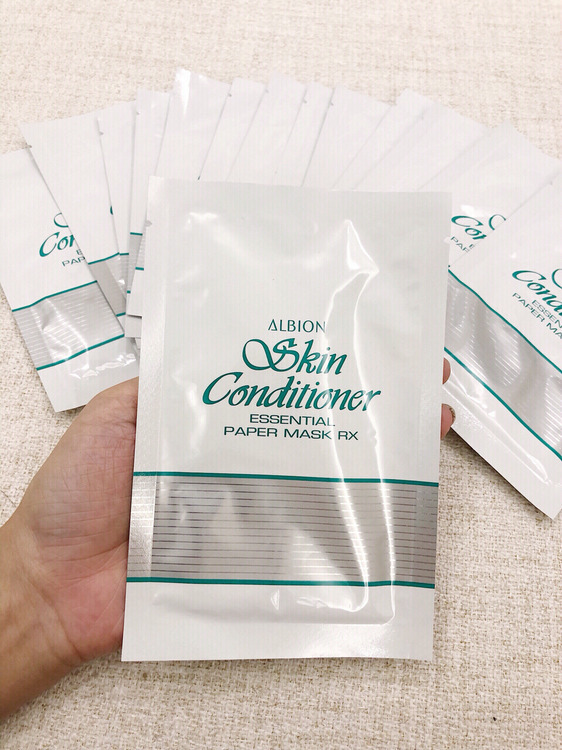 ALBION
Skin
Conditioner
ESSENTIAL
PAPER MASK RX